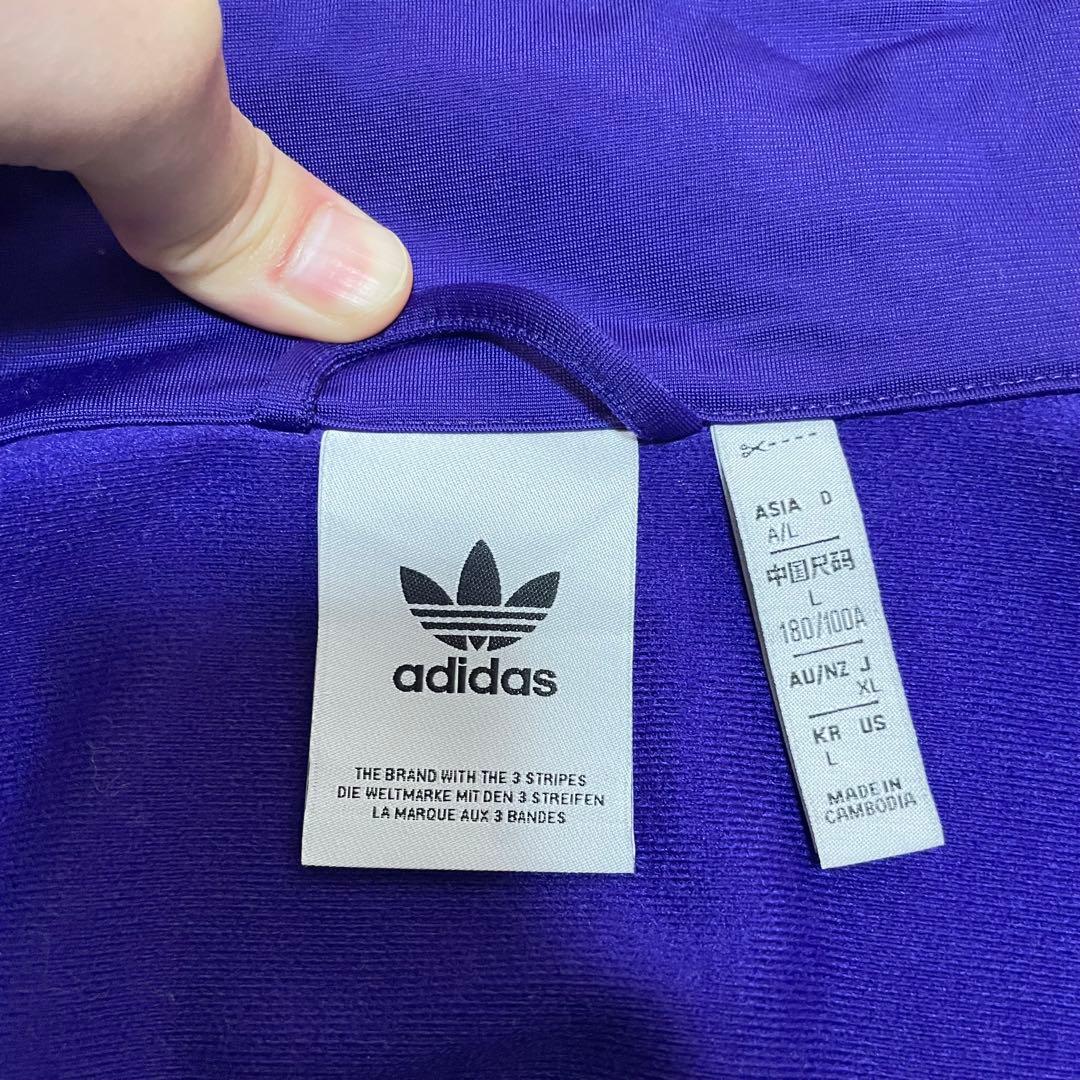 adidas
THE BRAND WITH THE 3 STRIPES
DIE WELTMARKE MIT DEN 3 STREIFEN
LA MARQUE AUX 3 BANDES
ASIA D
A/L
中国尺码
L
180/100A
AU/NZ J
XL
KR US
L
MADE IN
CAMBODIA